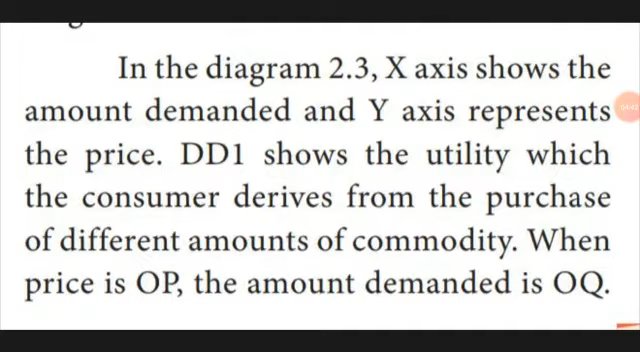 In the diagram 2.3, X axis shows the
amount demanded and Y axis represents
the price. DD1 shows the utility which
the consumer derives from the purchase
of different amounts of commodity. When
price is OP, the amount demanded is OQ.